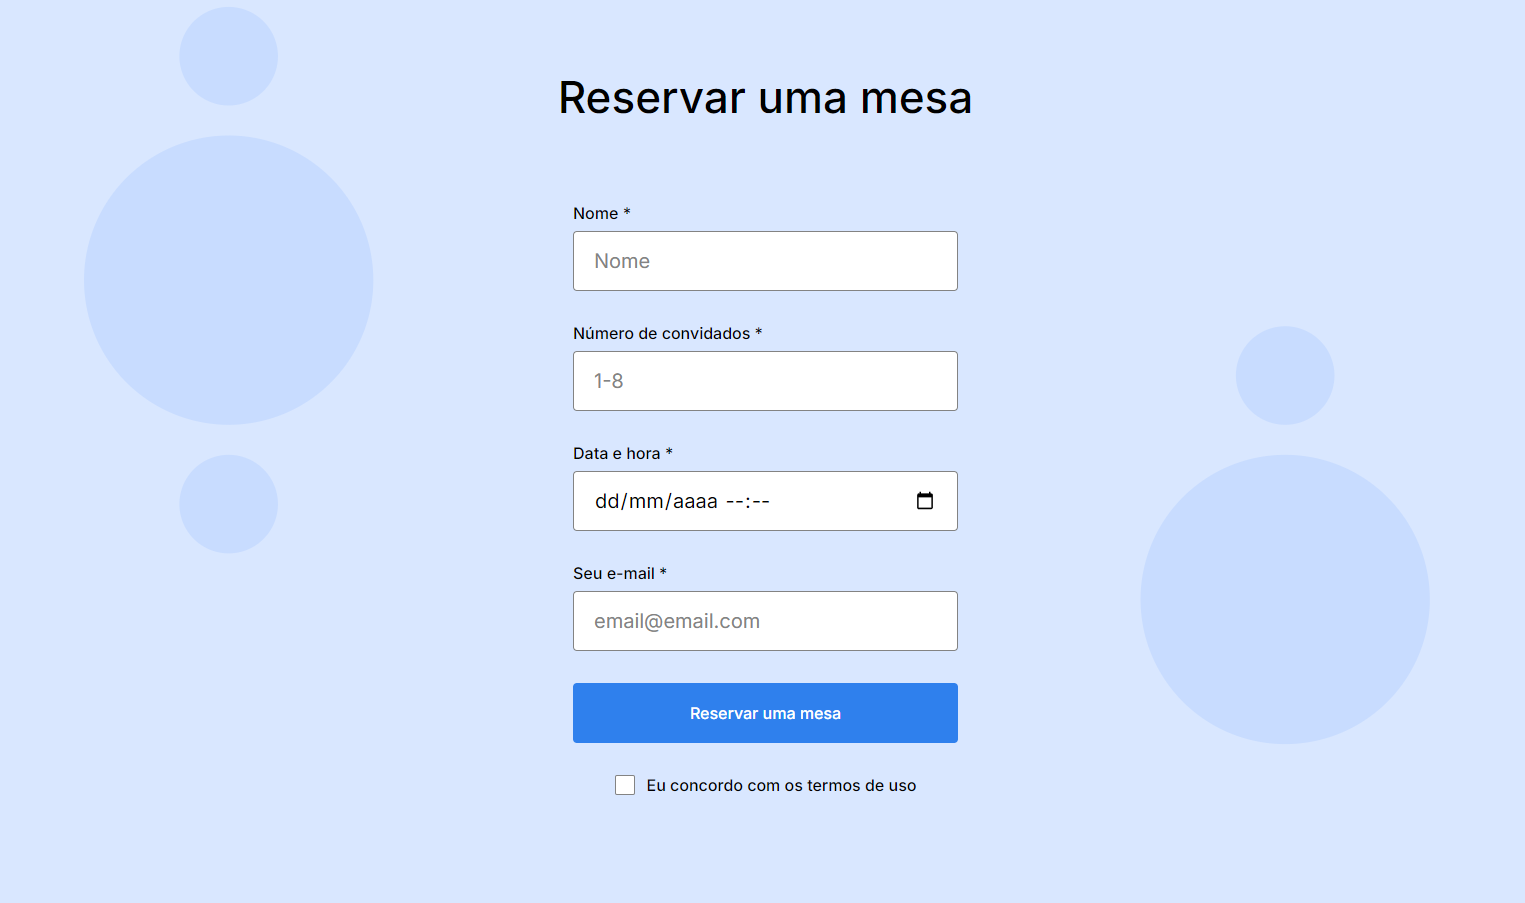 Reservar uma mesa
Nome *
Nome
Número de convidados *
1-8
Data e hora *
dd/mm/aaaa --:--
Seu e-mail *
email@email.com
Reservar uma mesa
Eu concordo com os termos de uso